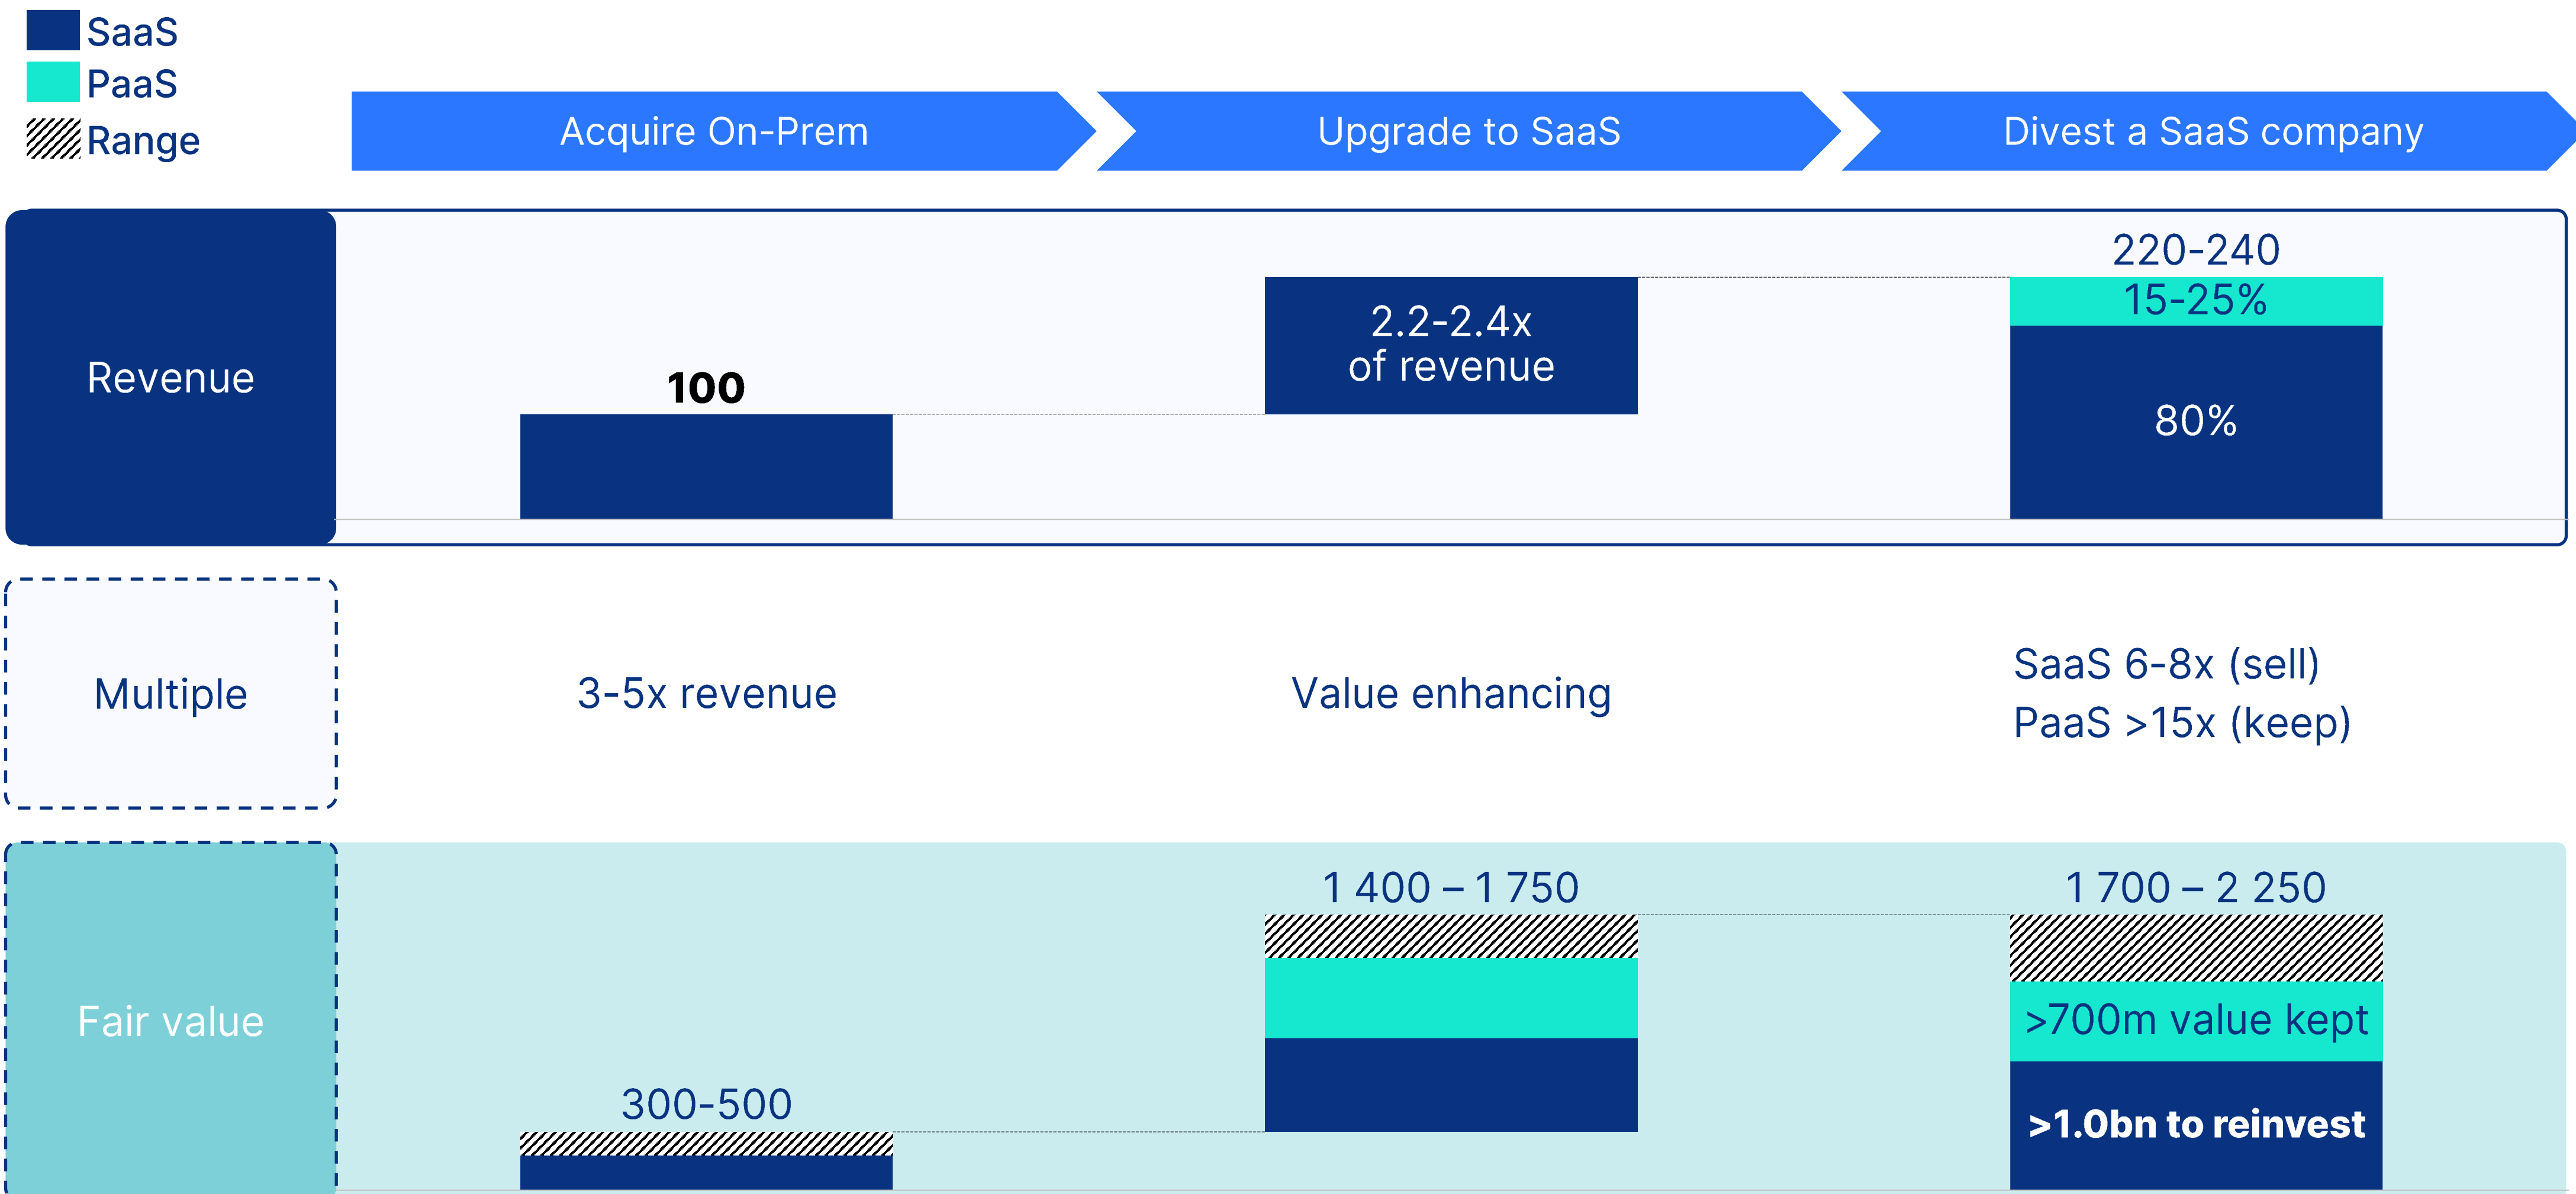 SaaS
PaaS
Range
Acquire On-Prem
Upgrade to SaaS
Divest a SaaS company
Revenue
100
2.2-2.4x
of revenue
220-240
15-25%
80%
Multiple
3-5x revenue
Value enhancing
SaaS 6-8x (sell)
PaaS >15x (keep)
Fair value
300-500
1 400 – 1 750
1 700 – 2 250
>700m value kept
>1.0bn to reinvest